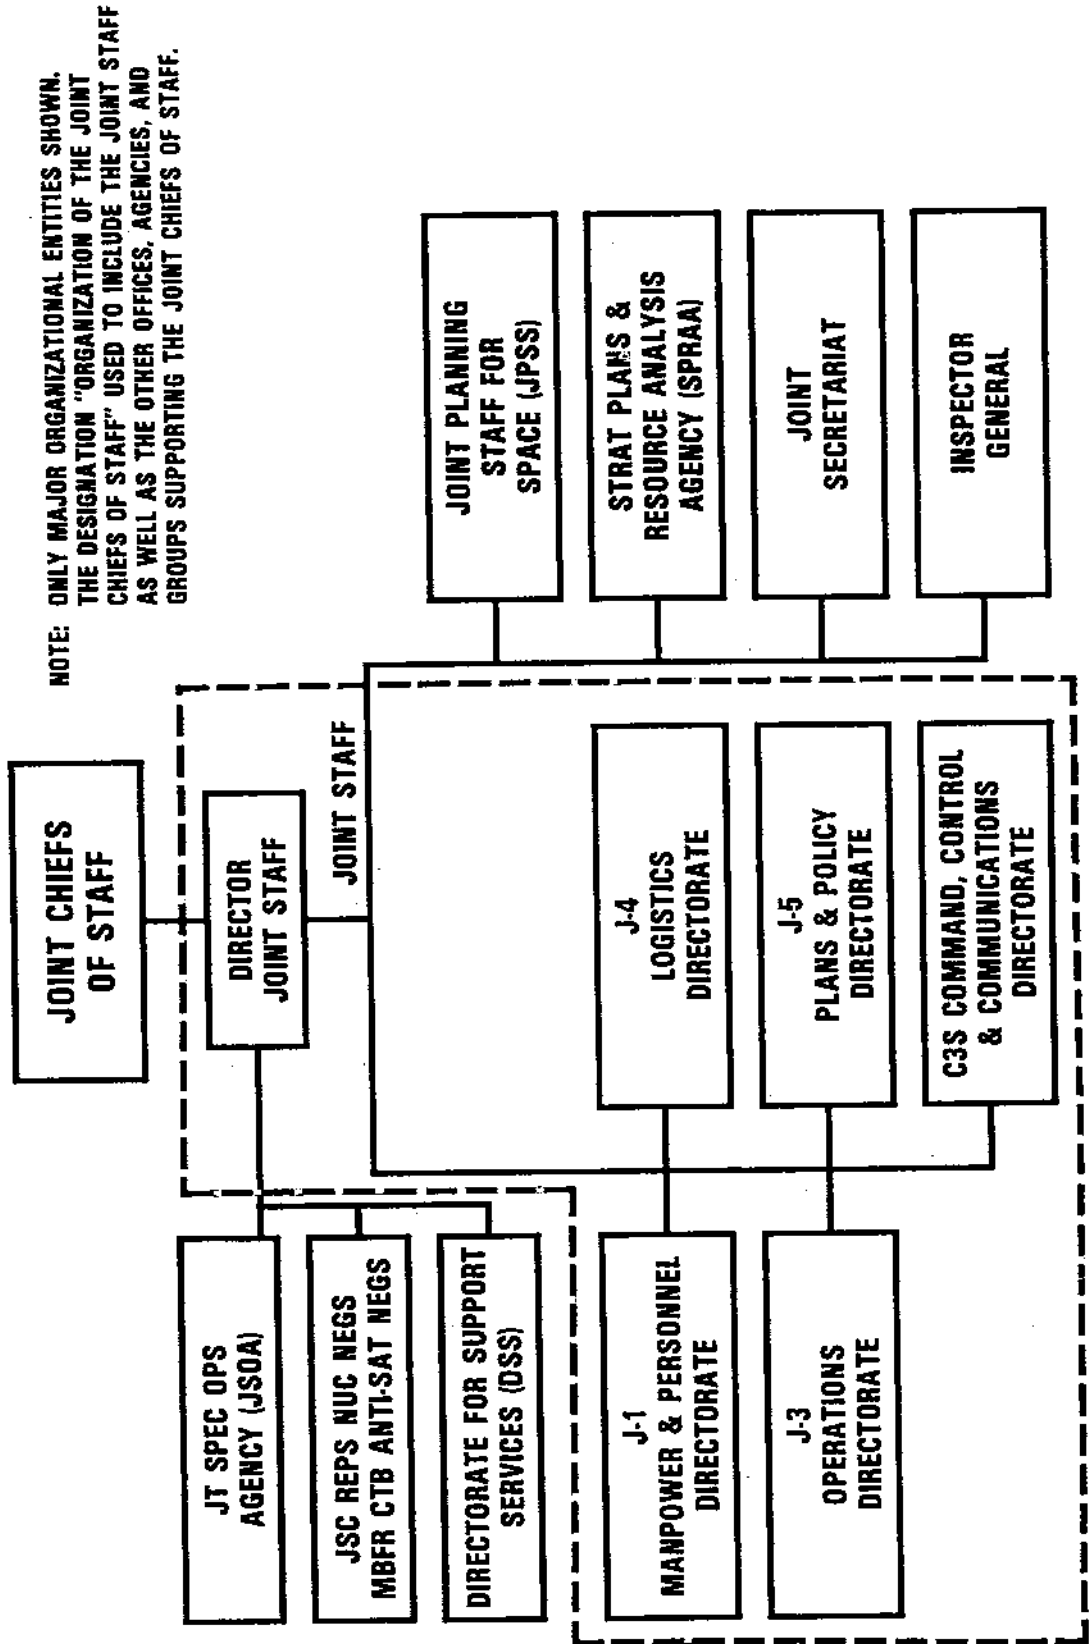 NOTE: ONLY MAJOR ORGANIZATIONAL ENTITIES SHOWN.
THE DESIGNATION "ORGANIZATION OF THE JOINT
CHIEFS OF STAFF" USED TO INCLUDE THE JOINT STAFF
AS WELL AS THE OTHER OFFICES, AGENCIES, AND
GROUPS SUPPORTING THE JOINT CHIEFS OF STAFF.
JOINT CHIEFS
OF STAFF
DIRECTOR
JOINT STAFF
JOINT STAFF
JT SPEC OPS
AGENCY (JSOA)
JSC REPS NUC NEGS
MBFR CTB ANTI-SAT NEGS
DIRECTORATE FOR SUPPORT
SERVICES (DSS)
J-1
MANPOWER & PERSONNEL
DIRECTORATE
J-3
OPERATIONS
DIRECTORATE
J-4
LOGISTICS
DIRECTORATE
J-5
PLANS & POLICY
DIRECTORATE
C3S COMMAND, CONTROL
& COMMUNICATIONS
DIRECTORATE
JOINT PLANNING
STAFF FOR
SPACE (JPSS)
STRAT PLANS &
RESOURCE ANALYSIS
AGENCY (SPRAA)
JOINT
SECRETARIAT
INSPECTOR
GENERAL